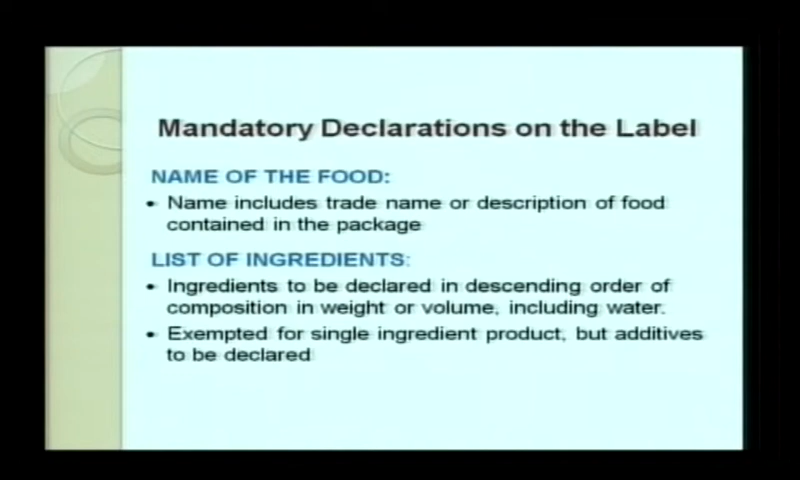 Mandatory Declarations on the Label
NAME OF THE FOOD:
• Name includes trade name or description of food
contained in the package
LIST OF INGREDIENTS:
• Ingredients to be declared in descending order of
composition in weight or volume, including water.
• Exempted for single ingredient product, but additives
to be declared